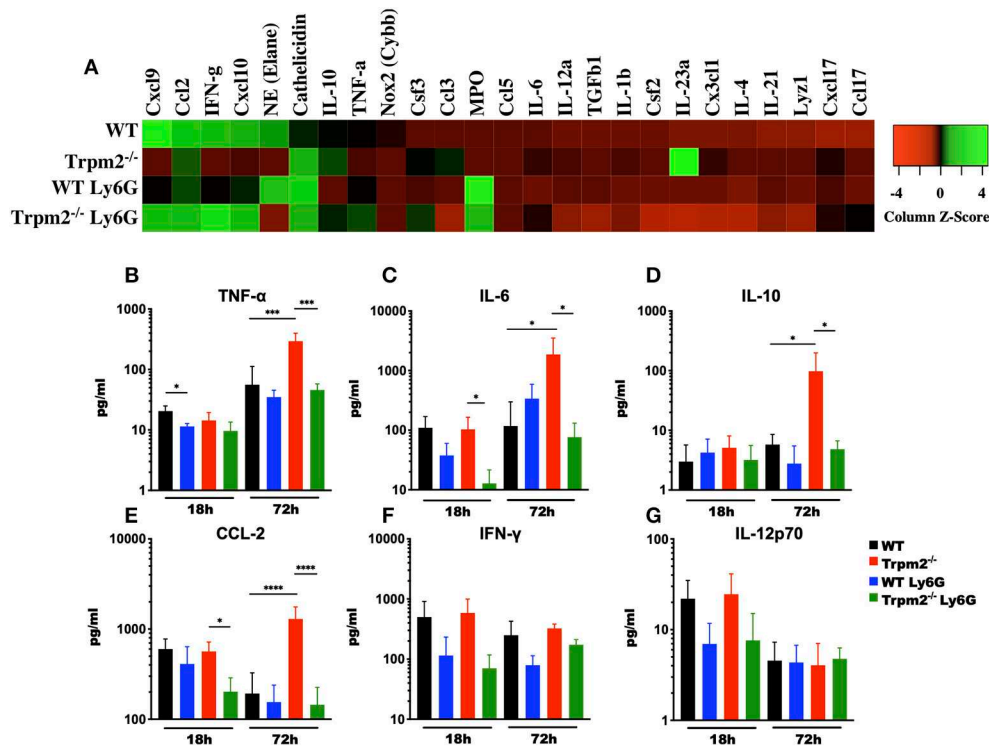 A
Cxcl9 Ccl2 IFN-g Cxcl10 NE (Elane) Cathelicidin IL-10 TNF-a Nox2 (Cybb) Csf3 Ccl3 MPO Ccl5 IL-6 IL-12a TGFb1 IL-1b Csf2 IL-23a Cx3cl1 IL-4 IL-21 Lyz1 Cxcl17 Ccl17
WT
Trpm2-/-
WT Ly6G
Trpm2-/- Ly6G
-4 0 4
Column Z-Score
B
TNF-α
pg/ml
1000
100
10
1
*
***
***
18h 72h
C
IL-6
pg/ml
10000
1000
100
10
*
*
*
18h 72h
D
IL-10
pg/ml
1000
100
10
1
*
*
18h 72h
E
CCL-2
pg/ml
10000
1000
100
*
****
****
18h 72h
F
IFN-γ
pg/ml
10000
1000
100
10
18h 72h
G
IL-12p70
pg/ml
100
10
1
18h 72h
WT
Trpm2-/-
WT Ly6G
Trpm2-/- Ly6G